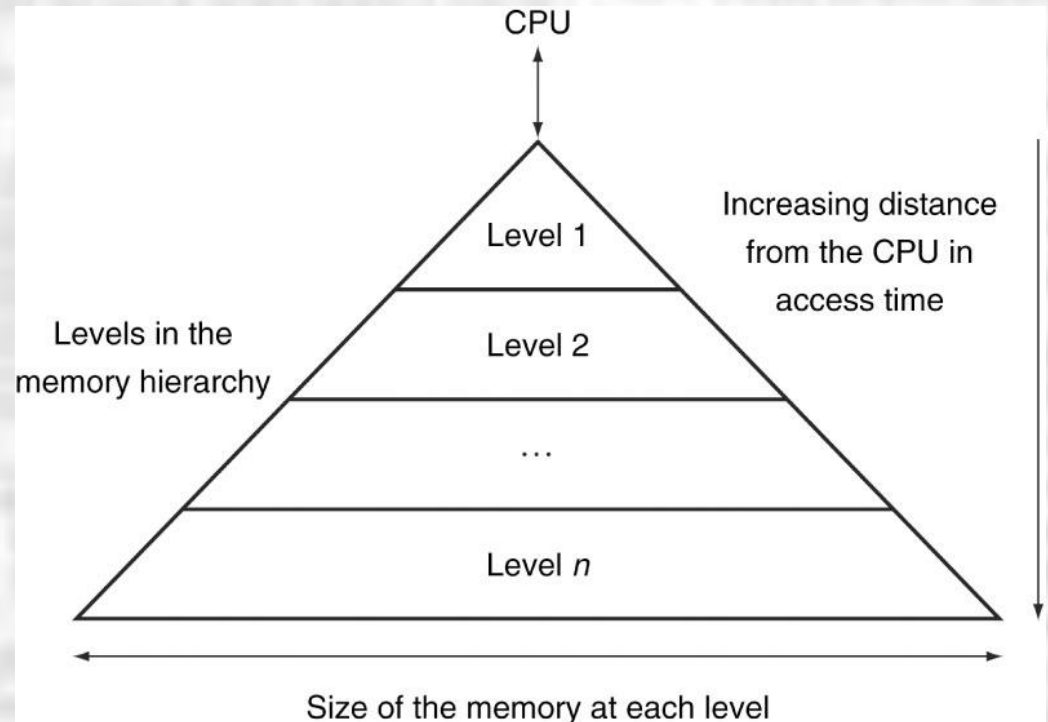 CPU
Level 1
Increasing distance
from the CPU in
access time
Levels in the
memory hierarchy
Level 2
...
Level n
Size of the memory at each level